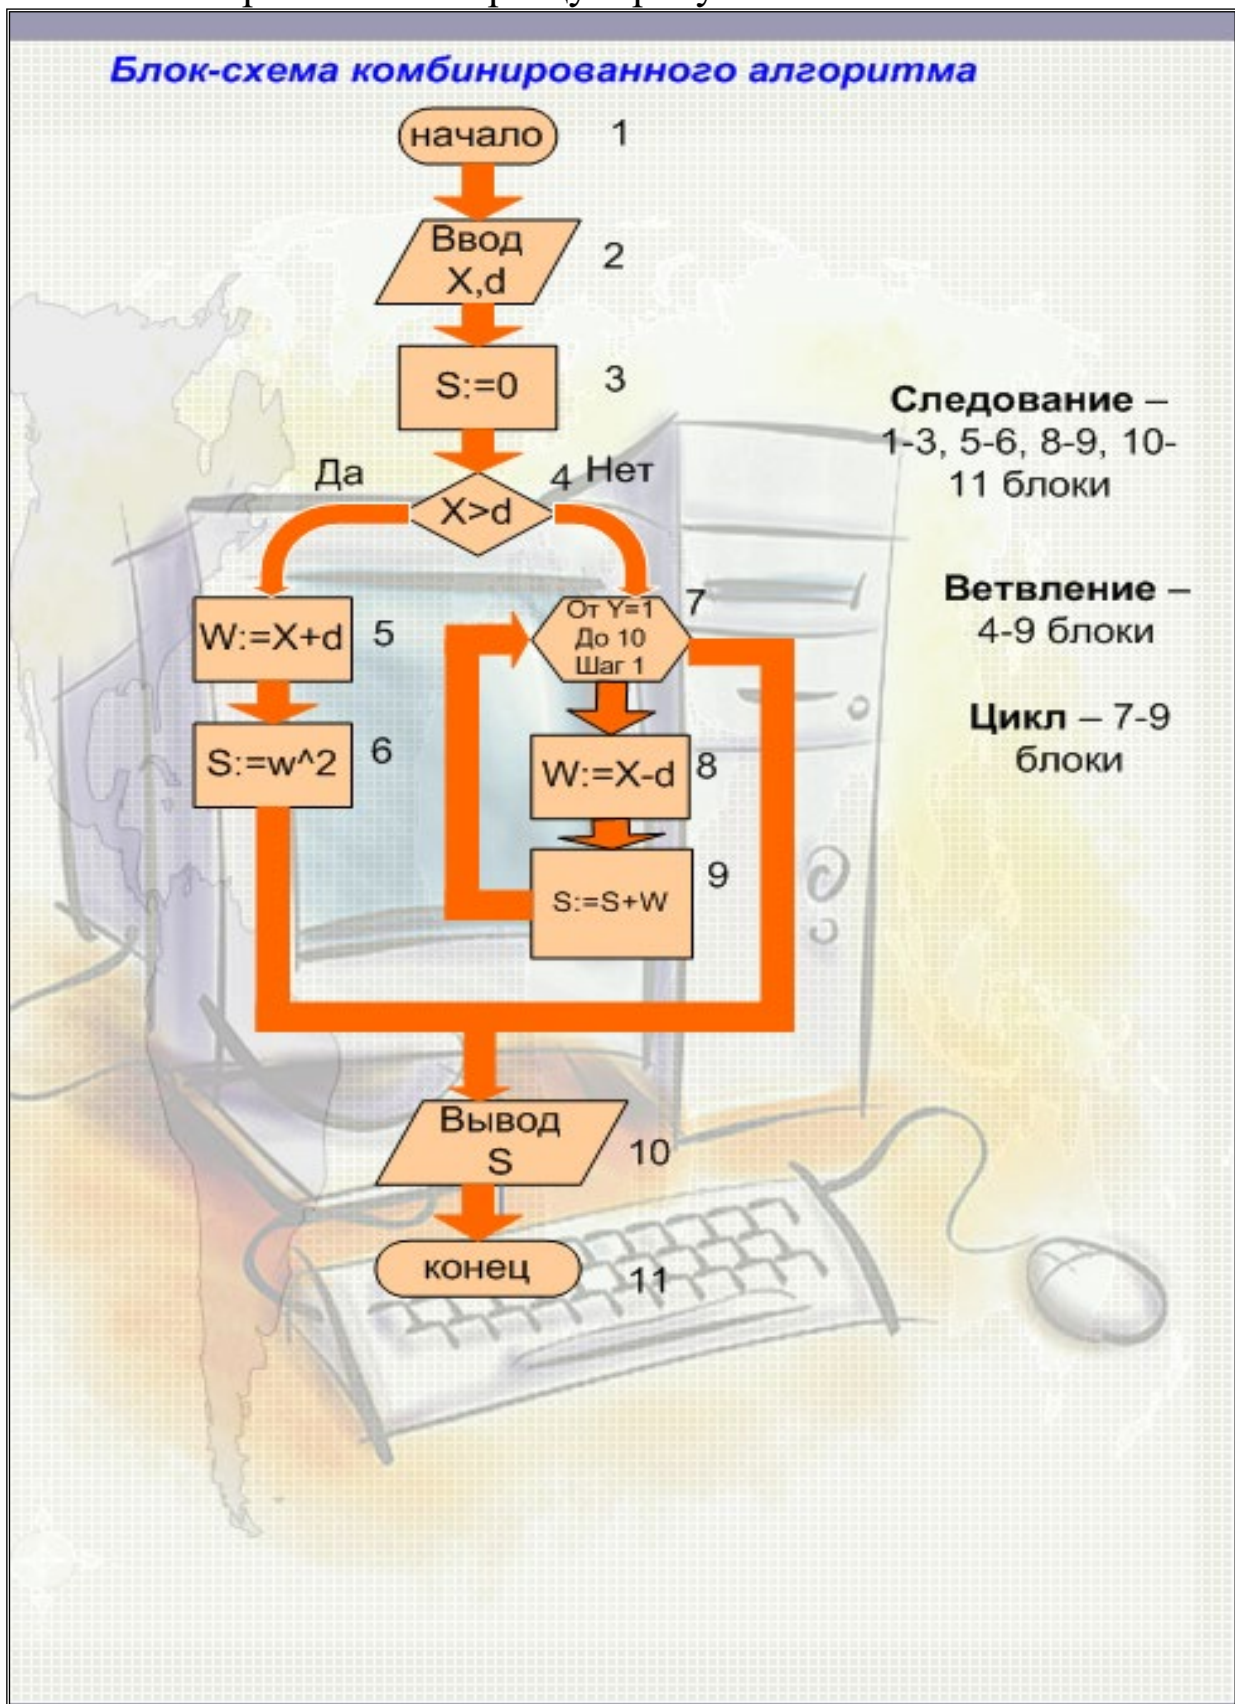 Блок-схема комбинированного алгоритма
начало
1
Ввод
X,d
2
S:=0
3
Да
4
Нет
X>d
W:=X+d
5
S:=w^2
6
От Y=1
До 10
Шаг 1
7
W:=X-d
8
S:=S+W
9
Вывод
S
10
конец
11
Следование –
1-3, 5-6, 8-9, 10-
11 блоки
Ветвление –
4-9 блоки
Цикл – 7-9
блоки